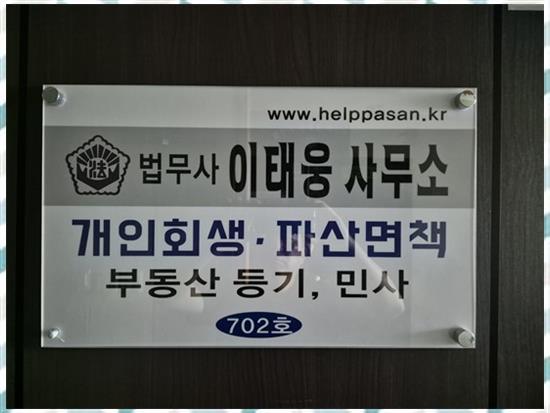 www.helppasan.kr
법무사 이태웅 사무소
개인회생·파산면책
부동산 등기, 민사
702호